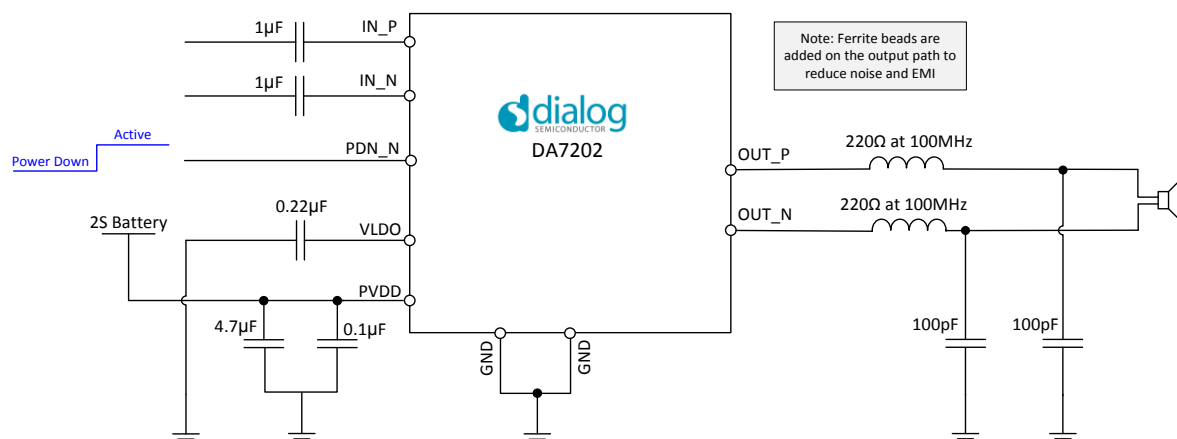 1µF
IN_P
1µF
IN_N
Active
Power Down
PDN_N
0.22µF
VLDO
2S Battery
PVDD
4.7µF
0.1µF
GND
GND
dialog
SEMICONDUCTOR
DA7202
Note: Ferrite beads are
added on the output path to
reduce noise and EMI
OUT_P
220Ω at 100MHz
OUT_N
220Ω at 100MHz
100pF
100pF